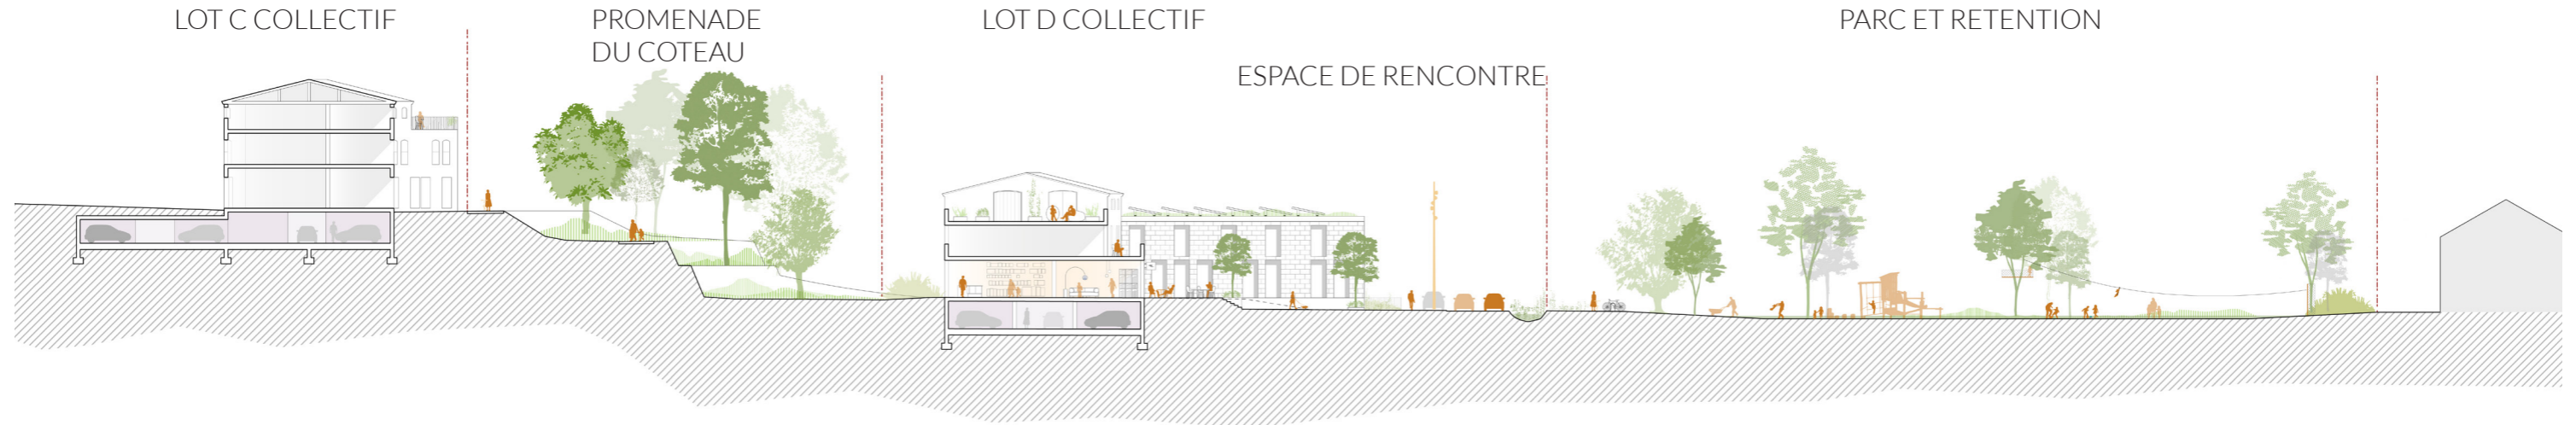 LOT C COLLECTIF
PROMENADE
DU COTEAU
LOT D COLLECTIF
ESPACE DE RENCONTRE
PARC ET RETENTION